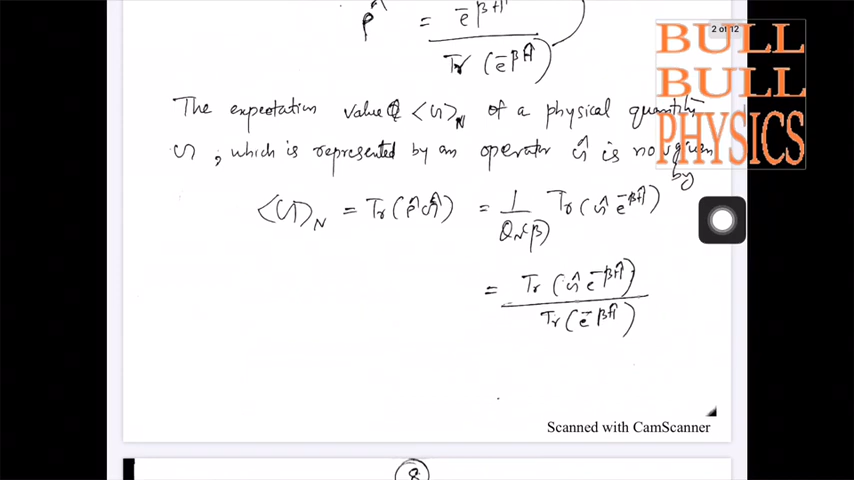 ρ̂ = e^{-βĤ} / Tr (e^{-βĤ})
2 of 12
BULL
BULL
PHYSICS
The expectation value <G>_N of a physical quantity
G, which is represented by an operator Ĝ is now given
by
<G>_N = Tr(ρ̂Ĝ) = 1/Q_N(β) Tr(Ĝ e^{-βĤ})
= Tr (Ĝ e^{-βĤ}) / Tr (e^{-βĤ})
Scanned with CamScanner
8